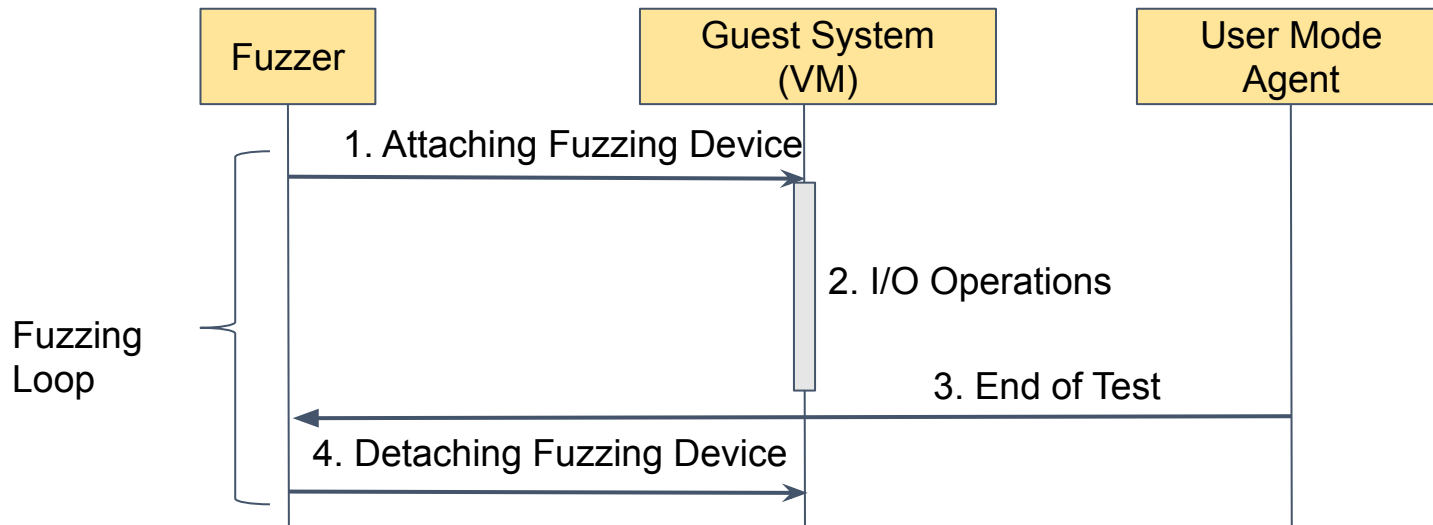 Fuzzer
Guest System
(VM)
User Mode
Agent
1. Attaching Fuzzing Device
2. I/O Operations
Fuzzing
Loop
3. End of Test
4. Detaching Fuzzing Device